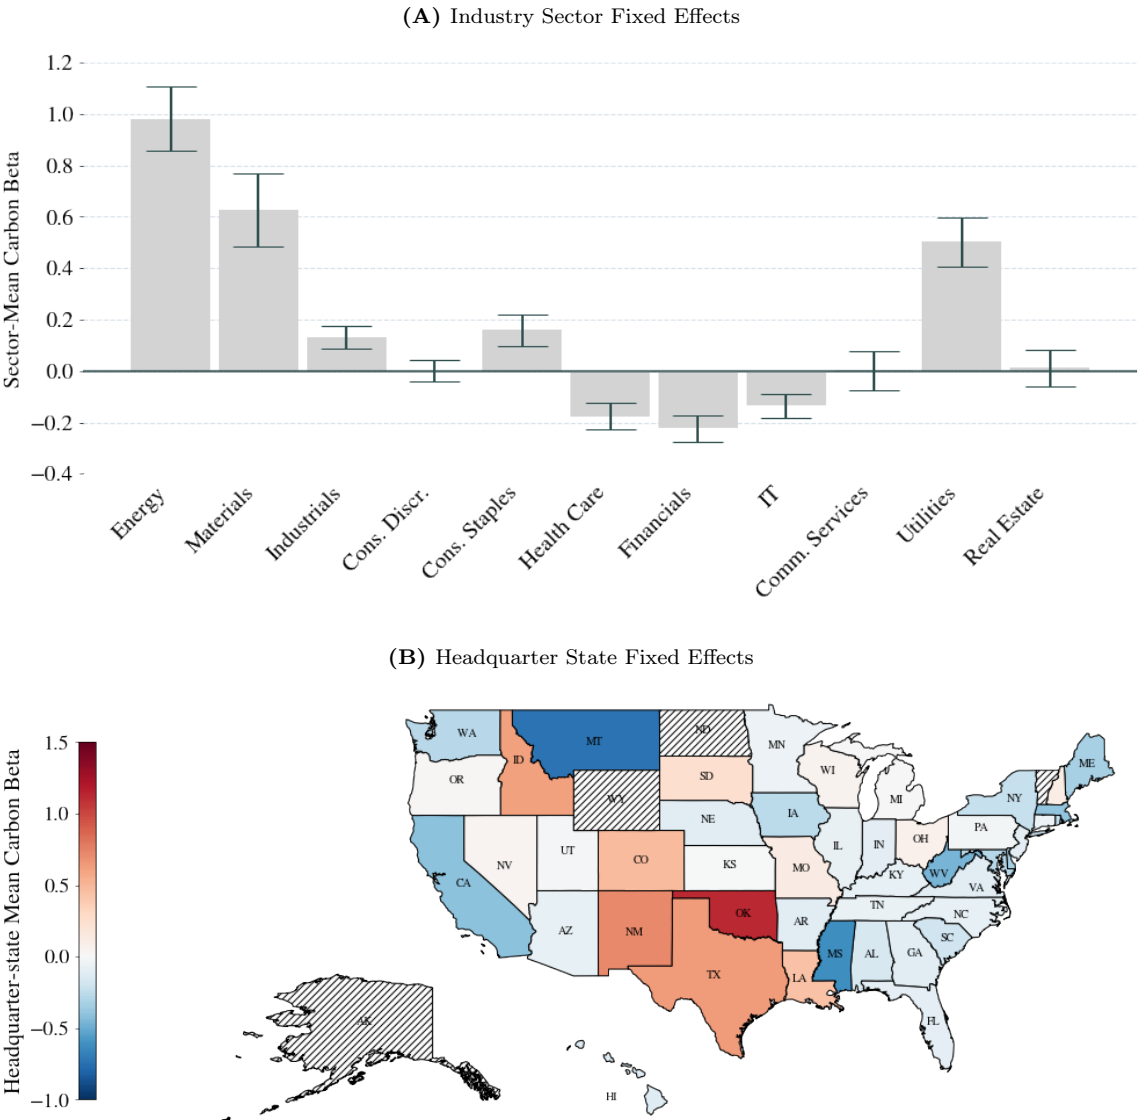 (A) Industry Sector Fixed Effects
Sector-Mean Carbon Beta
1.2
1.0
0.8
0.6
0.4
0.2
0.0
−0.2
−0.4
Energy
Materials
Industrials
Cons. Discr.
Cons. Staples
Health Care
Financials
IT
Comm. Services
Utilities
Real Estate
(B) Headquarter State Fixed Effects
Headquarter-state Mean Carbon Beta
1.5
1.0
0.5
0.0
−0.5
−1.0
WA
OR
ID
MT
ND
MN
WI
MI
ME
NY
SD
WY
NE
IA
IL
IN
OH
PA
CA
NV
UT
CO
KS
MO
KY
WV
VA
AZ
NM
OK
AR
TN
NC
SC
TX
LA
MS
AL
GA
FL
AK
HI